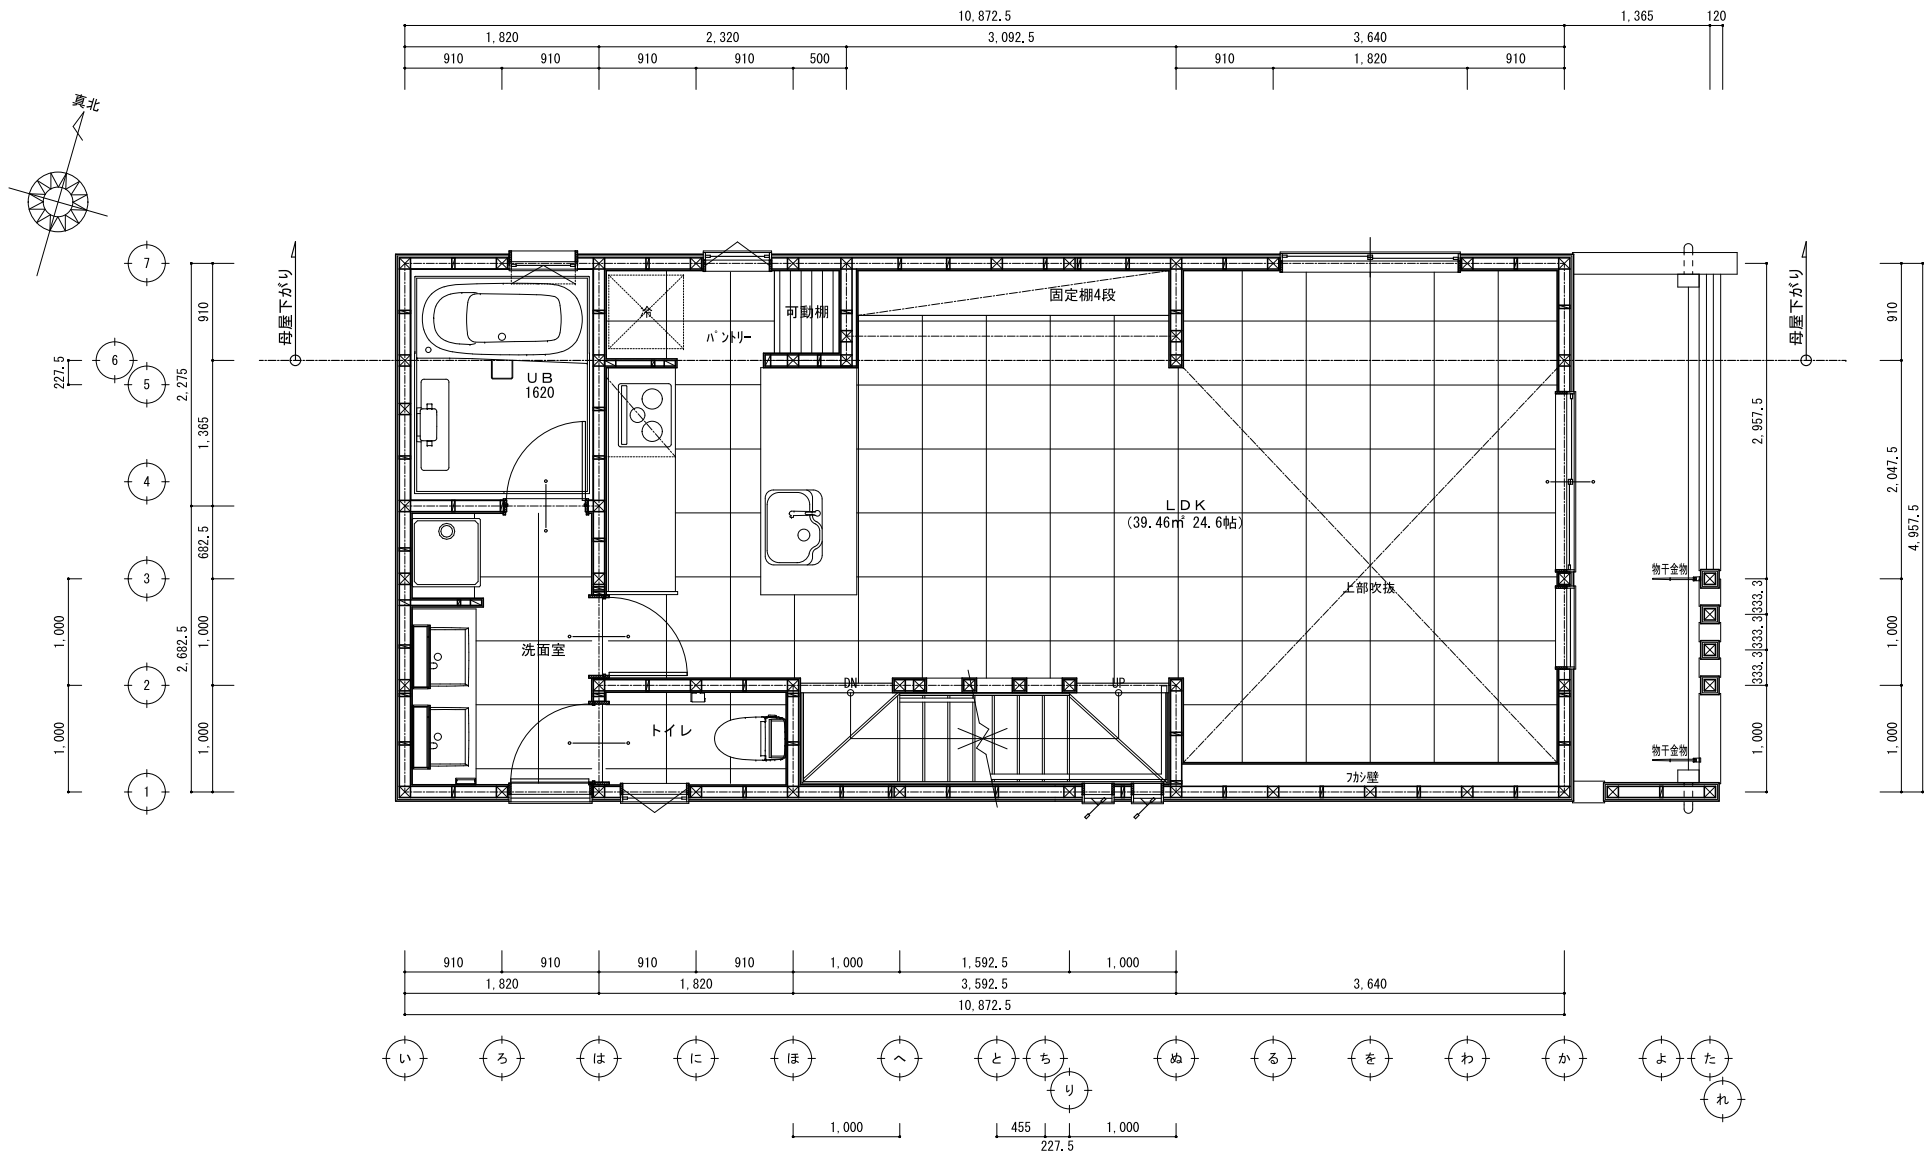 10,872.5
1,365
120
1,820
2,320
3,092.5
3,640
910
910
910
910
500
910
1,820
910
真北
7
6
5
4
3
2
1
227.5
1,000
1,000
2,275
2,682.5
910
1,365
682.5
1,000
1,000
母屋下がり
母屋下がり
冷
可動棚
パントリー
固定棚4段
UB
1620
LDK
(39.46㎡ 24.6帖)
上部吹抜
洗面室
トイレ
DN
UP
フカシ壁
物干金物
物干金物
2,957.5
333.3
333.3
333.3
1,000
910
2,047.5
1,000
1,000
4,957.5
910
910
910
910
1,000
1,592.5
1,000
1,820
1,820
3,592.5
3,640
10,872.5
い
ろ
は
に
ほ
へ
と
ち
り
ぬ
る
を
わ
か
よ
た
れ
1,000
455
227.5
1,000